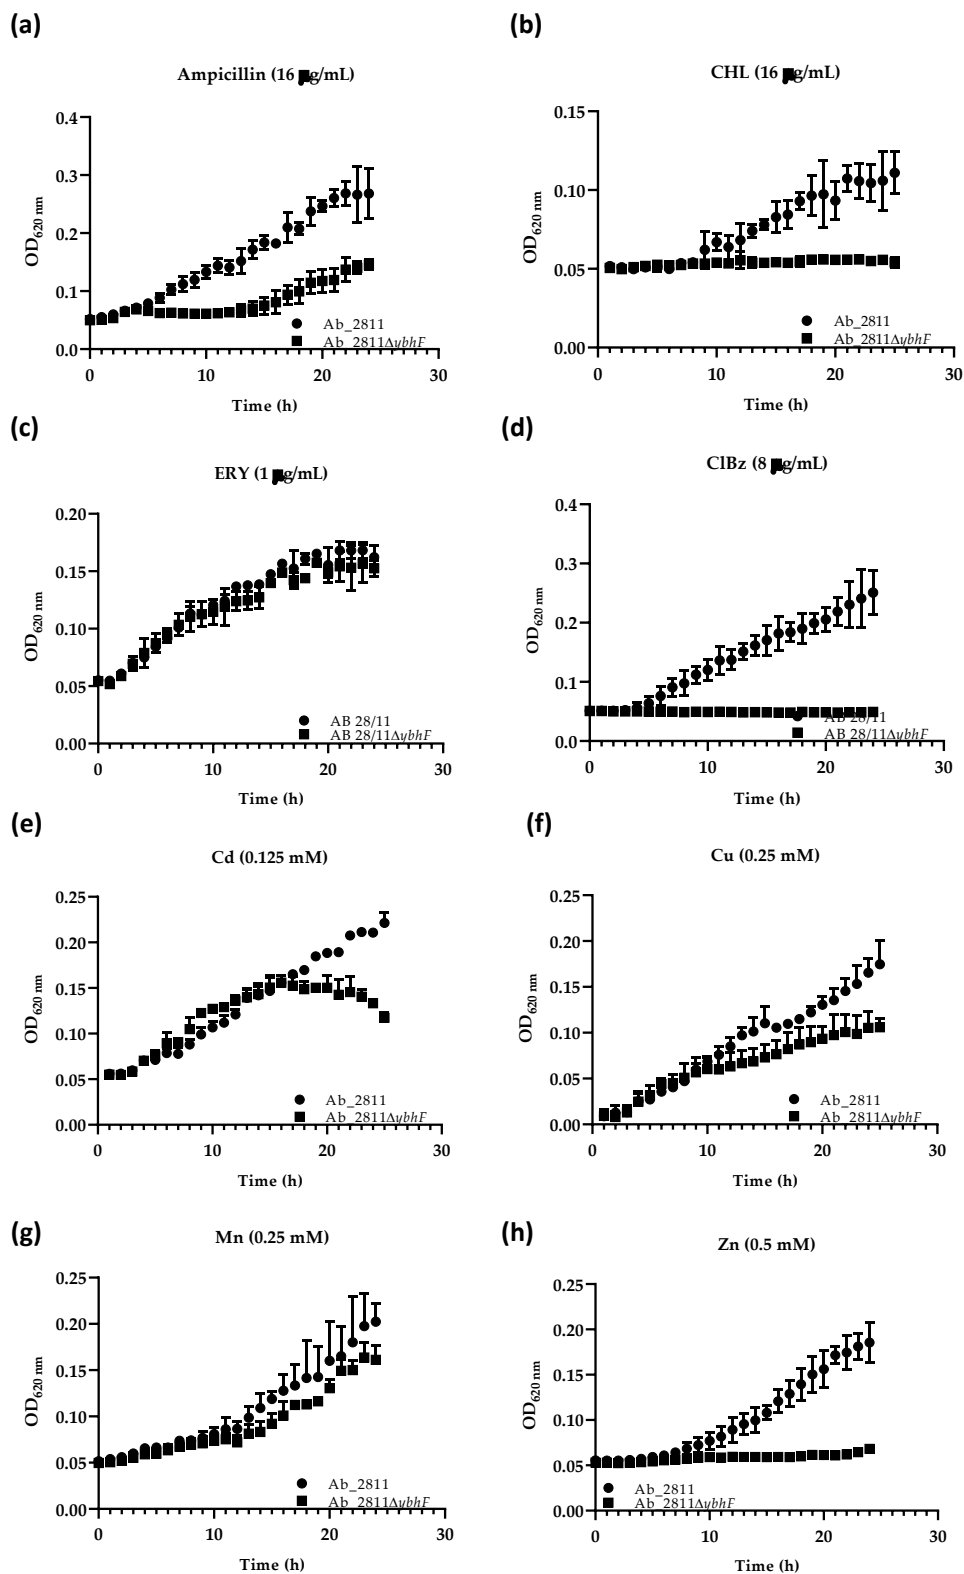 (a)
Ampicillin (16 μg/mL)
0.4
0.3
0.2
0.1
0.0
OD620 nm
Ab_2811
Ab_2811ΔybhF
0 10 20 30
Time (h)
(b)
CHL (16 μg/mL)
0.15
0.10
0.05
0.00
OD620 nm
Ab_2811
Ab_2811ΔybhF
0 10 20 30
Time (h)
(c)
ERY (1 μg/mL)
0.20
0.15
0.10
0.05
0.00
OD620 nm
AB 28/11
AB 28/11ΔybhF
0 10 20 30
Time (h)
(d)
ClBz (8 μg/mL)
0.4
0.3
0.2
0.1
0.0
OD620 nm
AB 28/11
AB 28/11ΔybhF
0 10 20 30
Time (h)
(e)
Cd (0.125 mM)
0.25
0.20
0.15
0.10
0.05
0.00
OD620 nm
Ab_2811
Ab_2811ΔybhF
0 10 20 30
Time (h)
(f)
Cu (0.25 mM)
0.25
0.20
0.15
0.10
0.05
0.00
OD620 nm
Ab_2811
Ab_2811ΔybhF
0 10 20 30
Time (h)
(g)
Mn (0.25 mM)
0.25
0.20
0.15
0.10
0.05
0.00
OD620 nm
Ab_2811
Ab_2811ΔybhF
0 10 20 30
Time (h)
(h)
Zn (0.5 mM)
0.25
0.20
0.15
0.10
0.05
0.00
OD620 nm
Ab_2811
Ab_2811ΔybhF
0 10 20 30
Time (h)